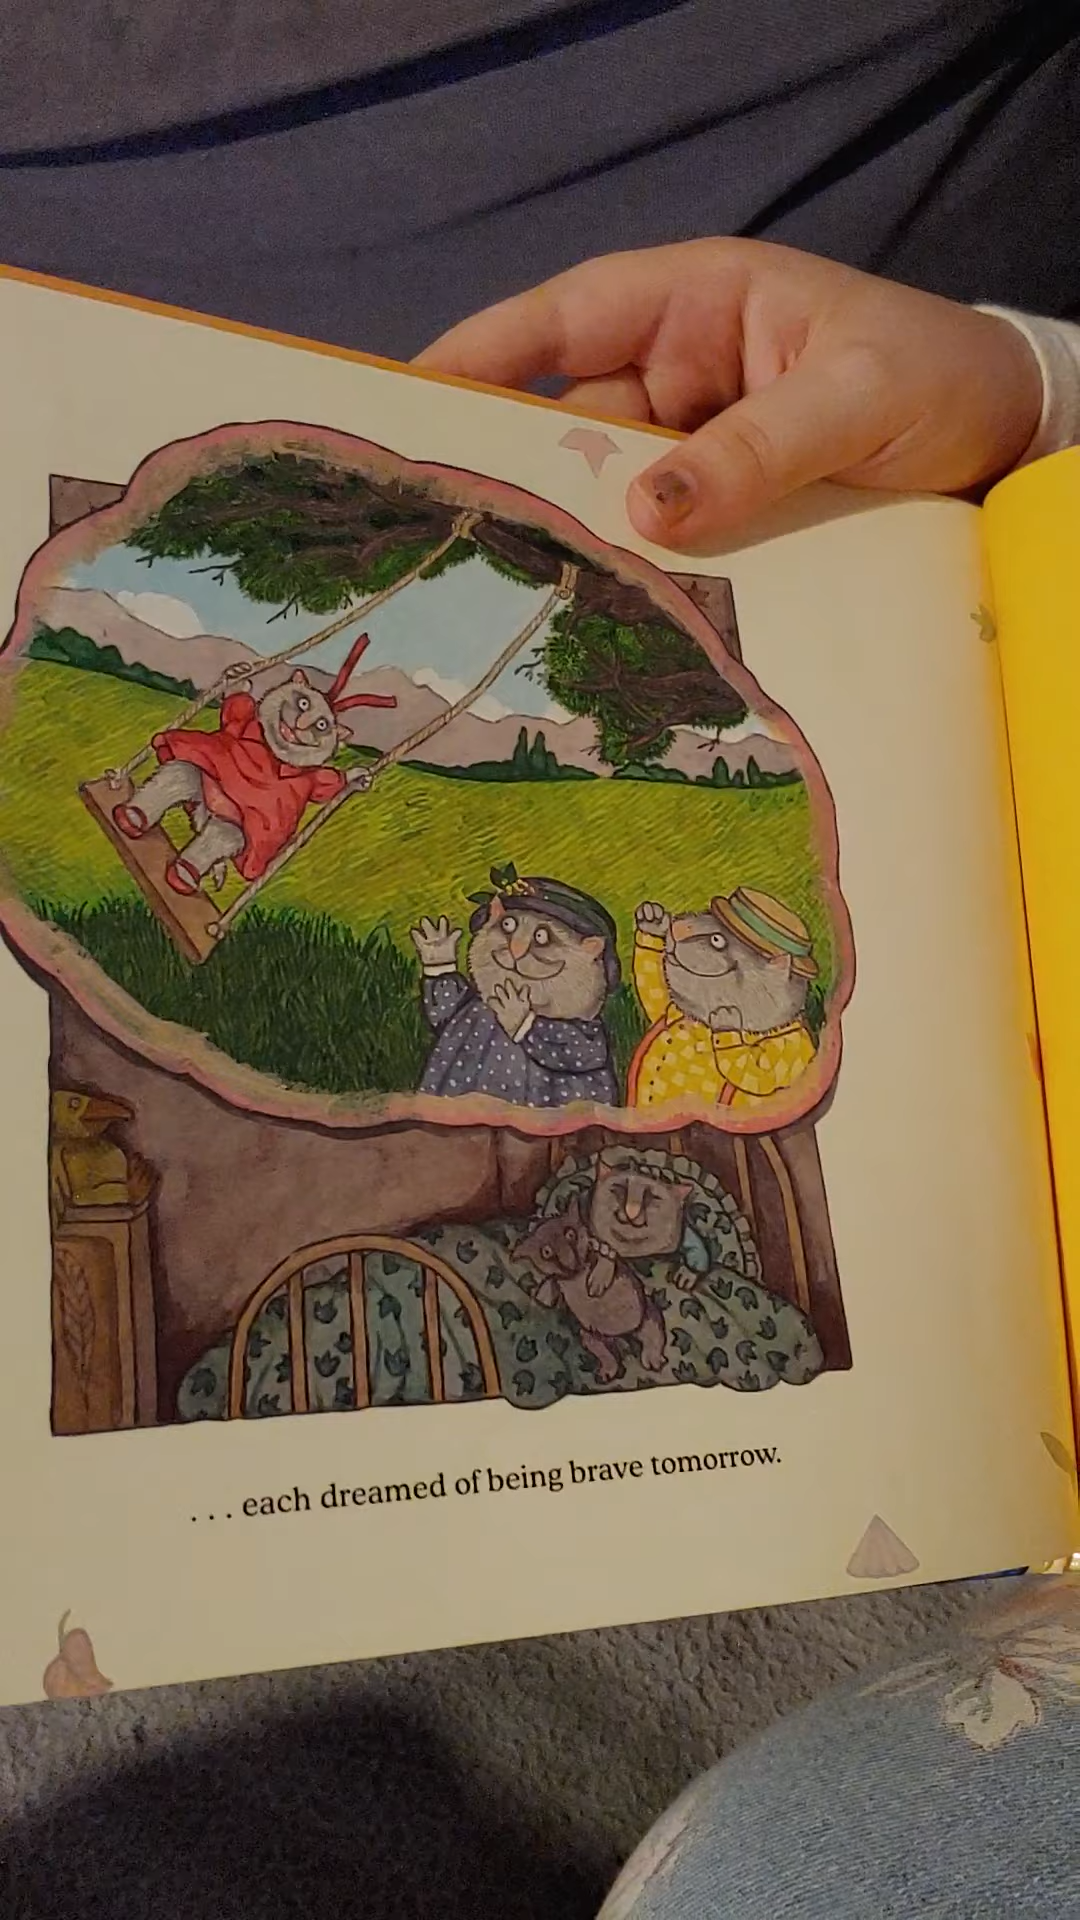 . . . each dreamed of being brave tomorrow.